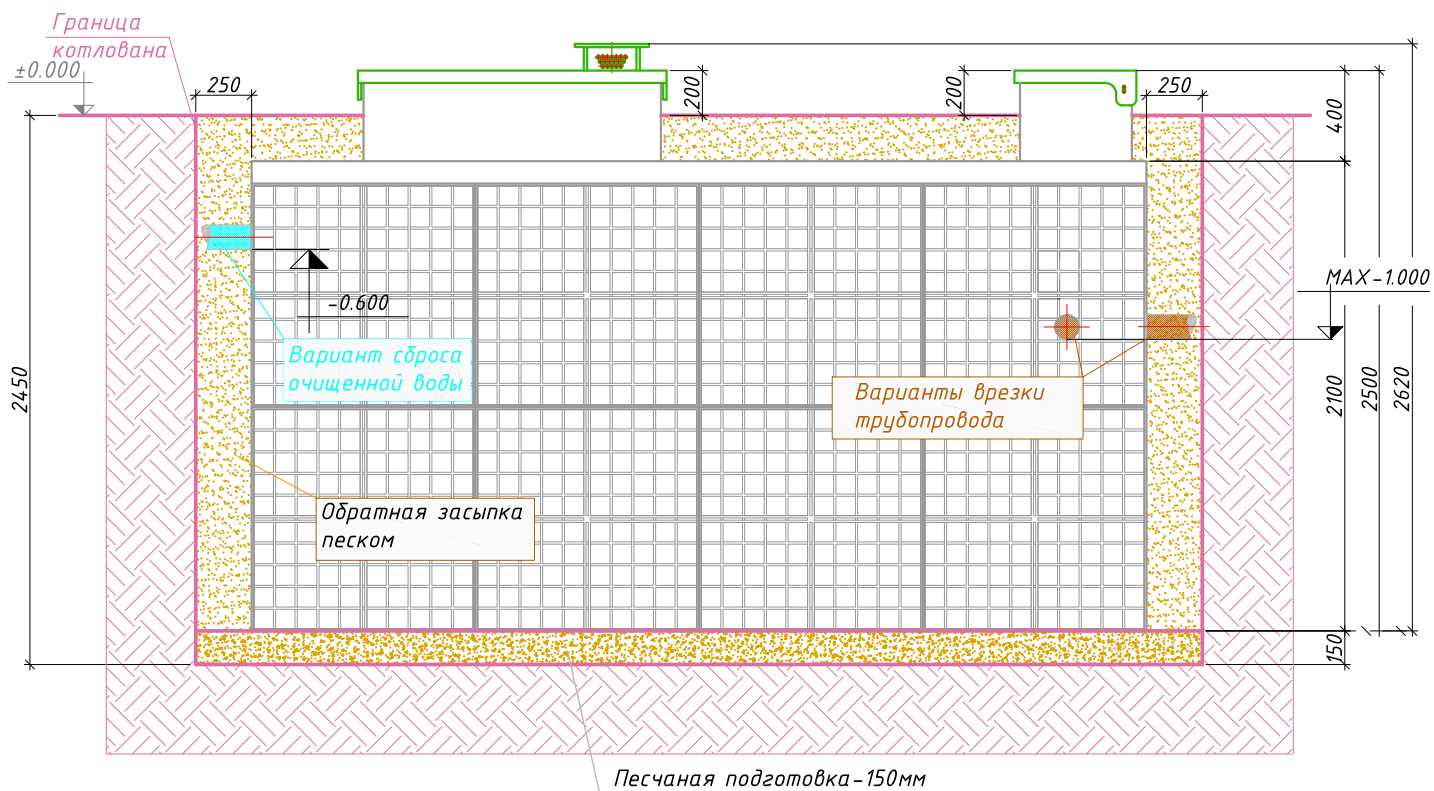 Граница
котлована
±0.000
250
200
200
250
400
-0.600
MAX-1.000
Вариант сброса
очищенной воды
Варианты врезки
трубопровода
2450
2100
2500
2620
Обратная засыпка
песком
150
Песчаная подготовка-150мм